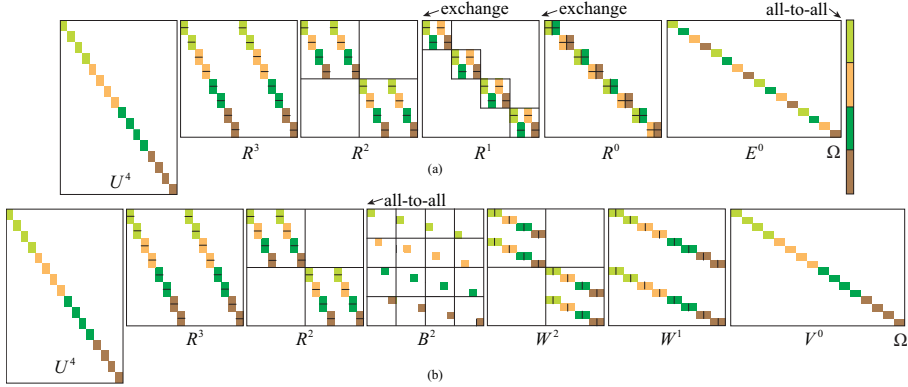 exchange exchange all-to-all
U⁴ R³ R² R¹ R⁰ E⁰ Ω
(a)
all-to-all
U⁴ R³ R² B² W² W¹ V⁰ Ω
(b)